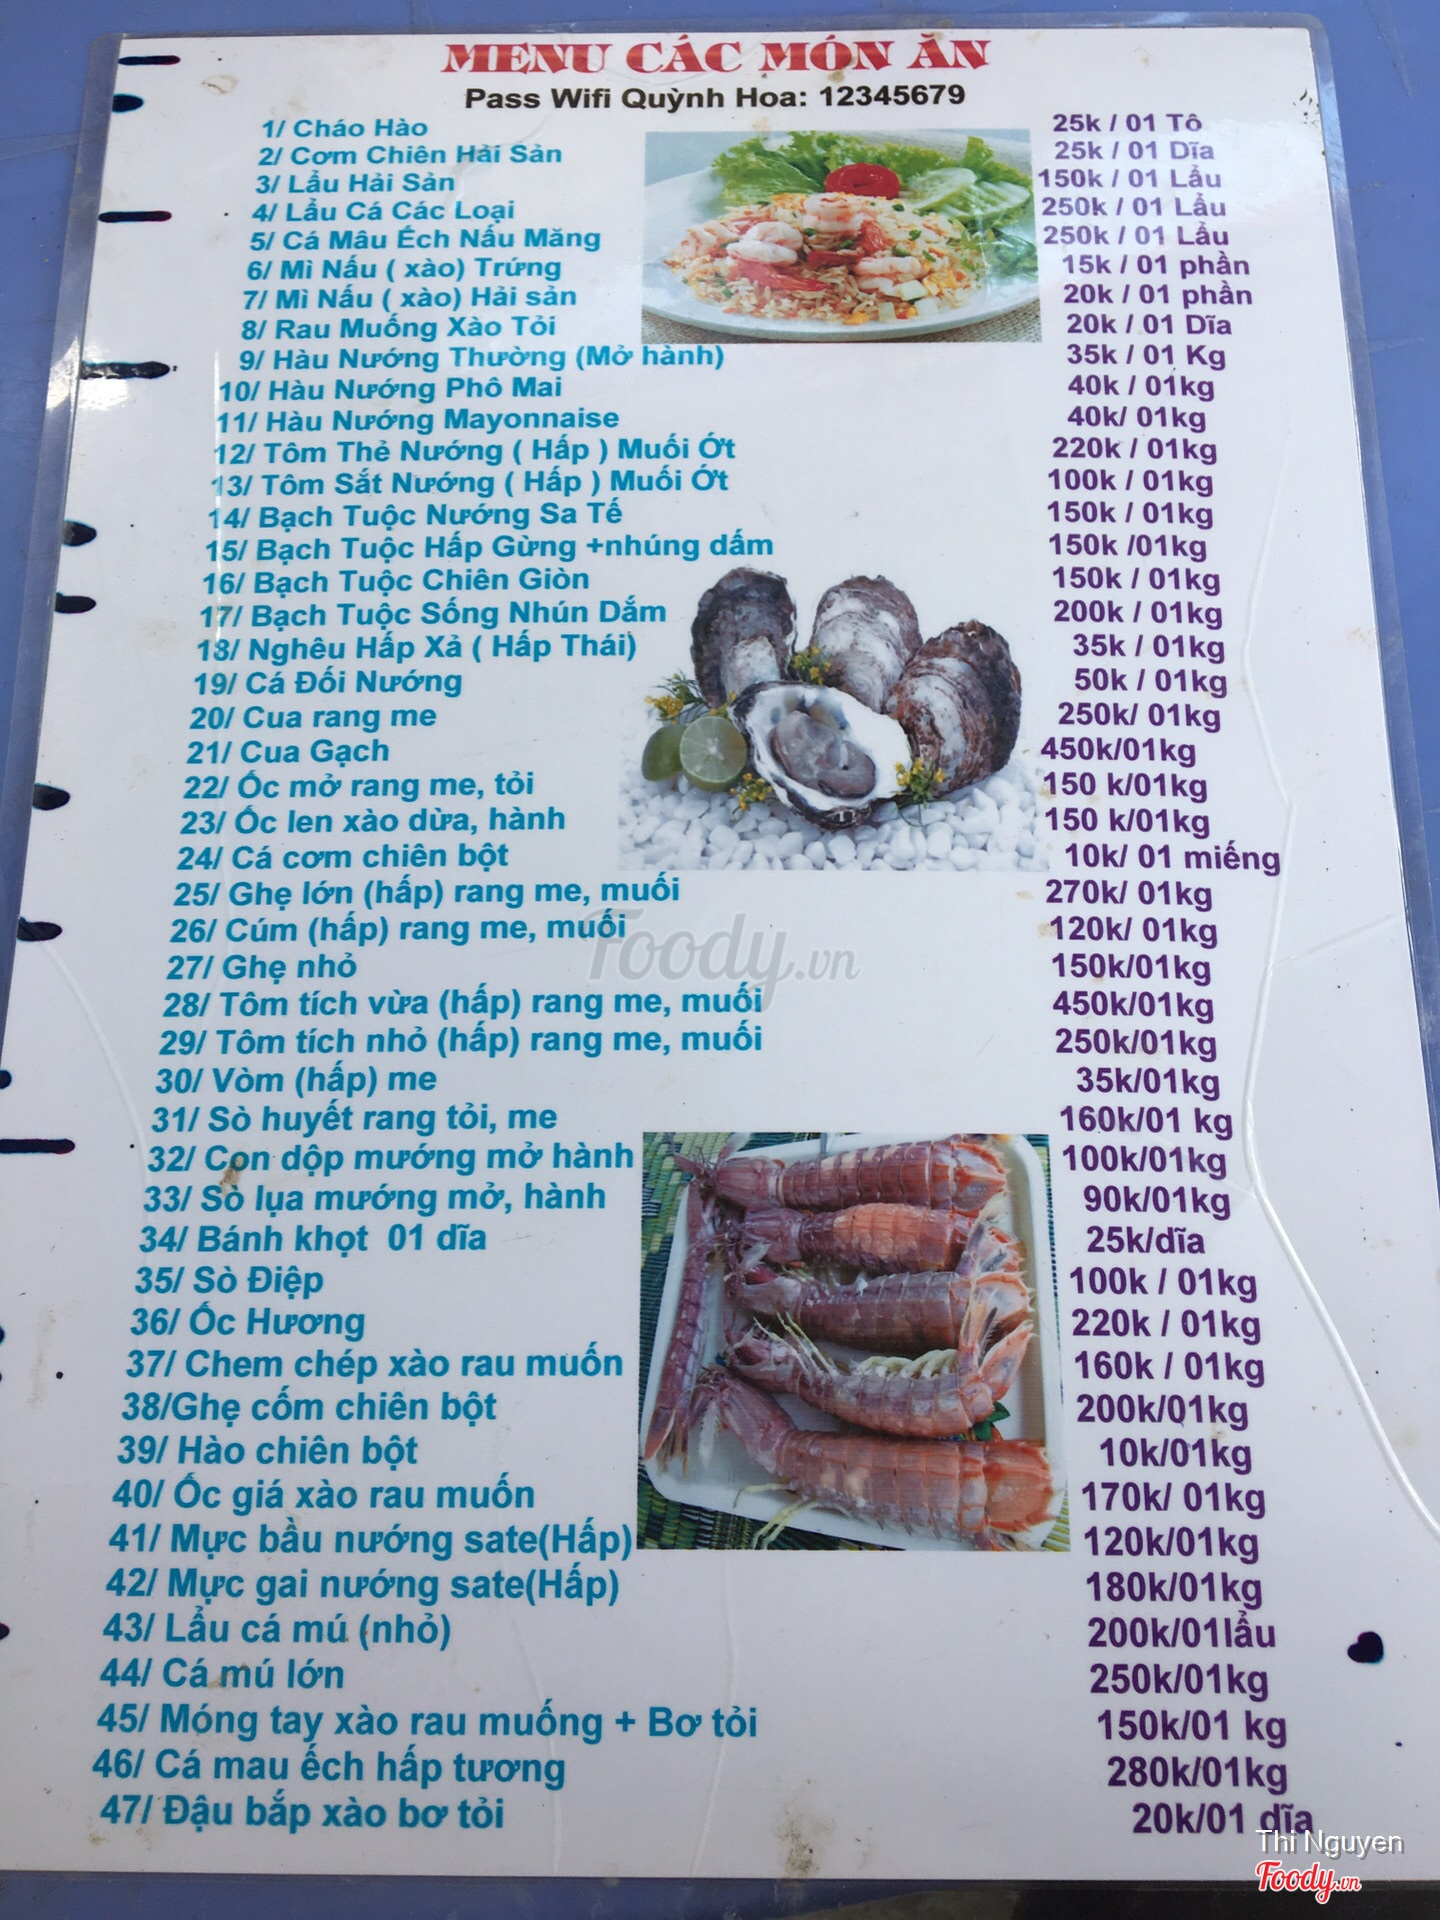 MENU CÁC MÓN ĂN
Pass Wifi Quỳnh Hoa: 12345679
1/ Cháo Hào 25k / 01 Tô
2/ Cơm Chiên Hải Sản 25k / 01 Dĩa
3/ Lẩu Hải Sản 150k / 01 Lẩu
4/ Lẩu Cá Các Loại 250k / 01 Lẩu
5/ Cá Mâu Ếch Nấu Măng 250k / 01 Lẩu
6/ Mì Nấu ( xào) Trứng 15k / 01 phần
7/ Mì Nấu ( xào) Hải sản 20k / 01 phần
8/ Rau Muống Xào Tỏi 20k / 01 Dĩa
9/ Hàu Nướng Thường (Mở hành) 35k / 01 Kg
10/ Hàu Nướng Phô Mai 40k / 01kg
11/ Hàu Nướng Mayonnaise 40k/ 01kg
12/ Tôm Thẻ Nướng ( Hấp ) Muối Ớt 220k / 01kg
13/ Tôm Sắt Nướng ( Hấp ) Muối Ớt 100k / 01kg
14/ Bạch Tuộc Nướng Sa Tế 150k / 01kg
15/ Bạch Tuộc Hấp Gừng +nhúng dấm 150k /01kg
16/ Bạch Tuộc Chiên Giòn 150k / 01kg
17/ Bạch Tuộc Sống Nhún Dắm 200k / 01kg
18/ Nghêu Hấp Xả ( Hấp Thái) 35k / 01kg
19/ Cá Đối Nướng 50k / 01kg
20/ Cua rang me 250k/ 01kg
21/ Cua Gạch 450k/01kg
22/ Ốc mở rang me, tỏi 150 k/01kg
23/ Ốc len xào dừa, hành 150 k/01kg
24/ Cá cơm chiên bột 10k/ 01 miếng
25/ Ghẹ lớn (hấp) rang me, muối 270k/ 01kg
26/ Cúm (hấp) rang me, muối 120k/ 01kg
27/ Ghẹ nhỏ 150k/01kg
Foody.vn
28/ Tôm tích vừa (hấp) rang me, muối 450k/01kg
29/ Tôm tích nhỏ (hấp) rang me, muối 250k/01kg
30/ Vòm (hấp) me 35k/01kg
31/ Sò huyết rang tỏi, me 160k/01 kg
32/ Con dộp mướng mở hành 100k/01kg
33/ Sò lụa mướng mở, hành 90k/01kg
34/ Bánh khọt 01 dĩa 25k/dĩa
35/ Sò Điệp 100k / 01kg
36/ Ốc Hương 220k / 01kg
37/ Chem chép xào rau muốn 160k / 01kg
38/Ghẹ cốm chiên bột 200k/01kg
39/ Hào chiên bột 10k/01kg
40/ Ốc giá xào rau muốn 170k/ 01kg
41/ Mực bầu nướng sate(Hấp) 120k/01kg
42/ Mực gai nướng sate(Hấp) 180k/01kg
43/ Lẩu cá mú (nhỏ) 200k/01lẩu
44/ Cá mú lớn 250k/01kg
45/ Móng tay xào rau muống + Bơ tỏi 150k/01 kg
46/ Cá mau ếch hấp tương 280k/01kg
47/ Đậu bắp xào bơ tỏi 20k/01 dĩa
Thi Nguyen
Foody.vn